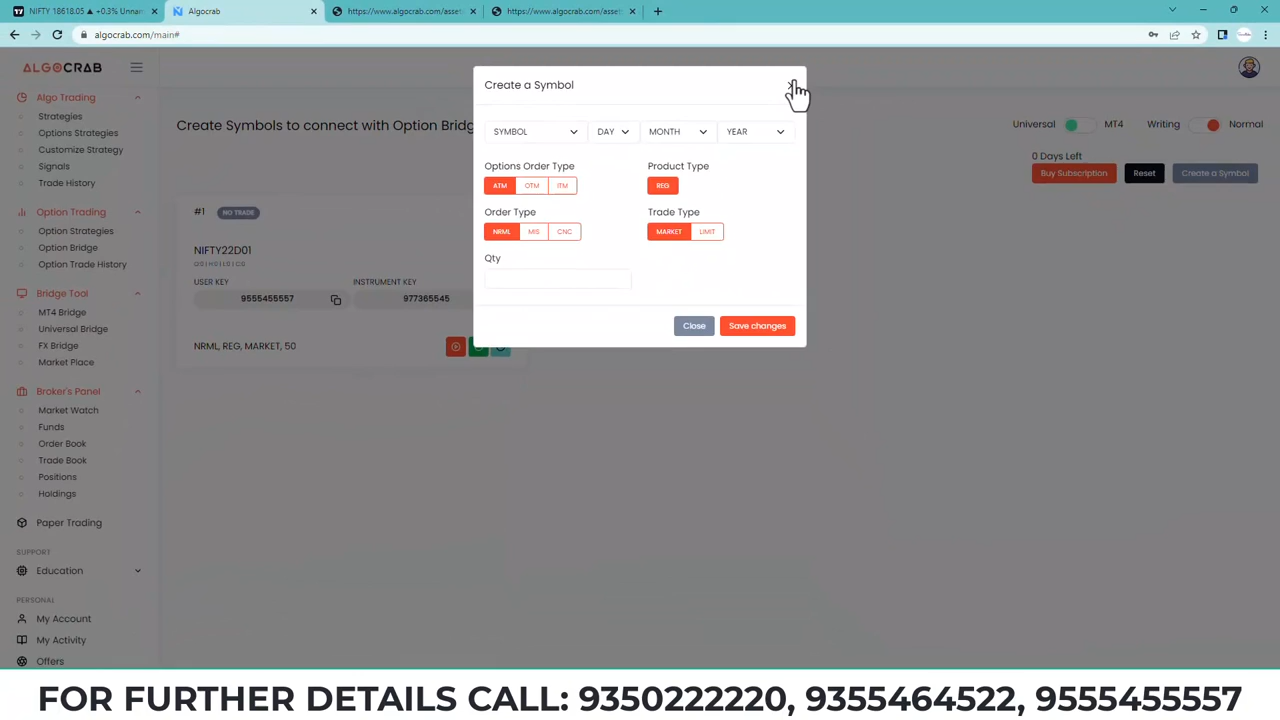 NIFTY 18618.05 ▲ +0.3% Unnam
Algocrab
https://www.algocrab.com/asset
https://www.algocrab.com/asset
algocrab.com/main#
ALGOCRAB
Algo Trading
Strategies
Options Strategies
Customize Strategy
Signals
Trade History
Option Trading
Option Strategies
Option Bridge
Option Trade History
Bridge Tool
MT4 Bridge
Universal Bridge
FX Bridge
Market Place
Broker's Panel
Market Watch
Funds
Order Book
Trade Book
Positions
Holdings
Paper Trading
SUPPORT
Education
PERSONAL
My Account
My Activity
Offers
Create Symbols to connect with Option Bridg
Universal MT4 Writing Normal
0 Days Left
Buy Subscription Reset Create a Symbol
#1 NO TRADE
NIFTY22D01
USER KEY INSTRUMENT KEY
9555455557 977365545
NRML, REG, MARKET, 50
Create a Symbol
SYMBOL DAY MONTH YEAR
Options Order Type Product Type
ATM OTM ITM REG
Order Type Trade Type
NRML MIS CNC MARKET LIMIT
Qty
Close Save changes
FOR FURTHER DETAILS CALL: 9350222220, 9355464522, 9555455557